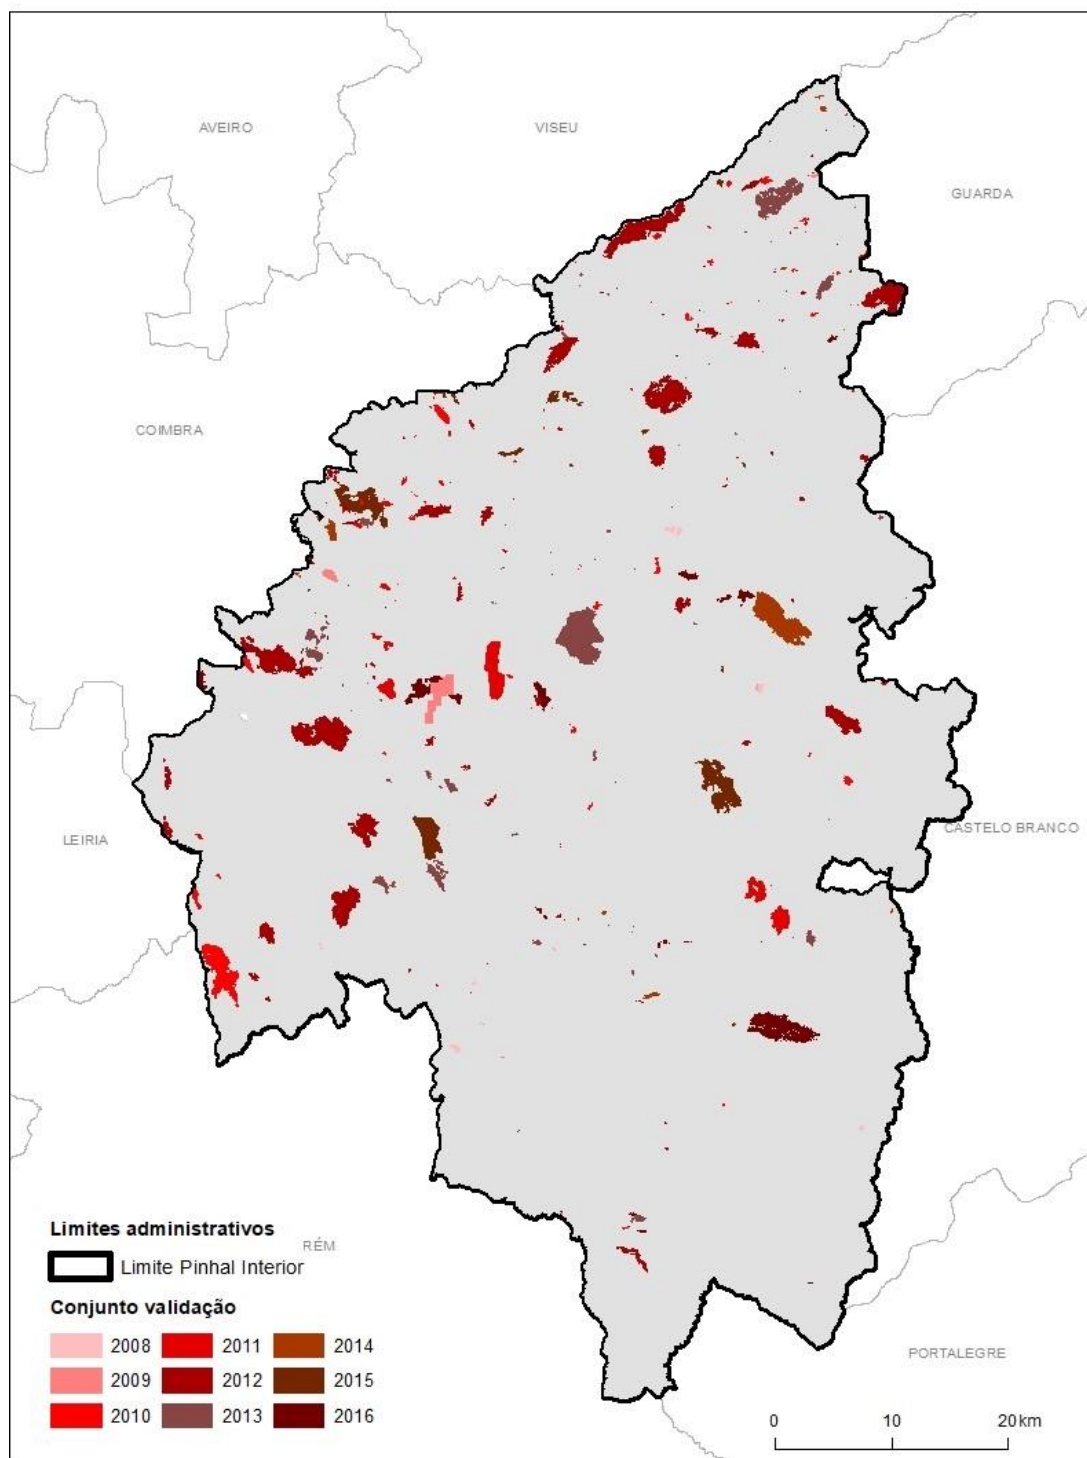 AVEIRO
VISEU
GUARDA
COIMBRA
LEIRIA
CASTELO BRANCO
Limites administrativos
RÉM
Limite Pinhal Interior
Conjunto validação
2008 2011 2014
2009 2012 2015
2010 2013 2016
PORTALEGRE
0 10 20 km